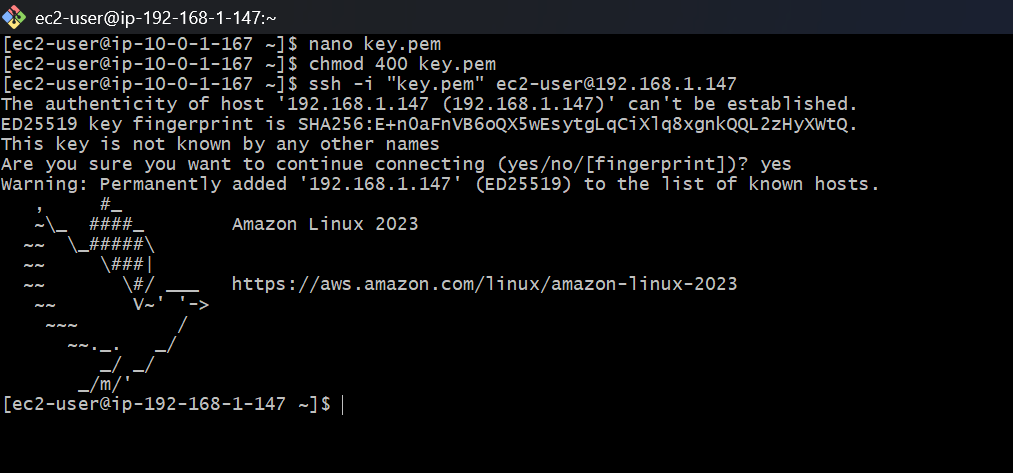 ec2-user@ip-192-168-1-147:~
[ec2-user@ip-10-0-1-167 ~]$ nano key.pem
[ec2-user@ip-10-0-1-167 ~]$ chmod 400 key.pem
[ec2-user@ip-10-0-1-167 ~]$ ssh -i "key.pem" ec2-user@192.168.1.147
The authenticity of host '192.168.1.147 (192.168.1.147)' can't be established.
ED25519 key fingerprint is SHA256:E+n0aFnVB6oQX5wEsytgLqCiXlq8xgnkQQL2zHyXWtQ.
This key is not known by any other names
Are you sure you want to continue connecting (yes/no/[fingerprint])? yes
Warning: Permanently added '192.168.1.147' (ED25519) to the list of known hosts.
   ,     #_
   ~\_  ####_        Amazon Linux 2023
  ~~  \_#####\
  ~~     \###|
  ~~       \#/ ___   https://aws.amazon.com/linux/amazon-linux-2023
   ~~       V~' '->
    ~~~         /
      ~~._.   _/
         _/ _/
       _/m/'
[ec2-user@ip-192-168-1-147 ~]$